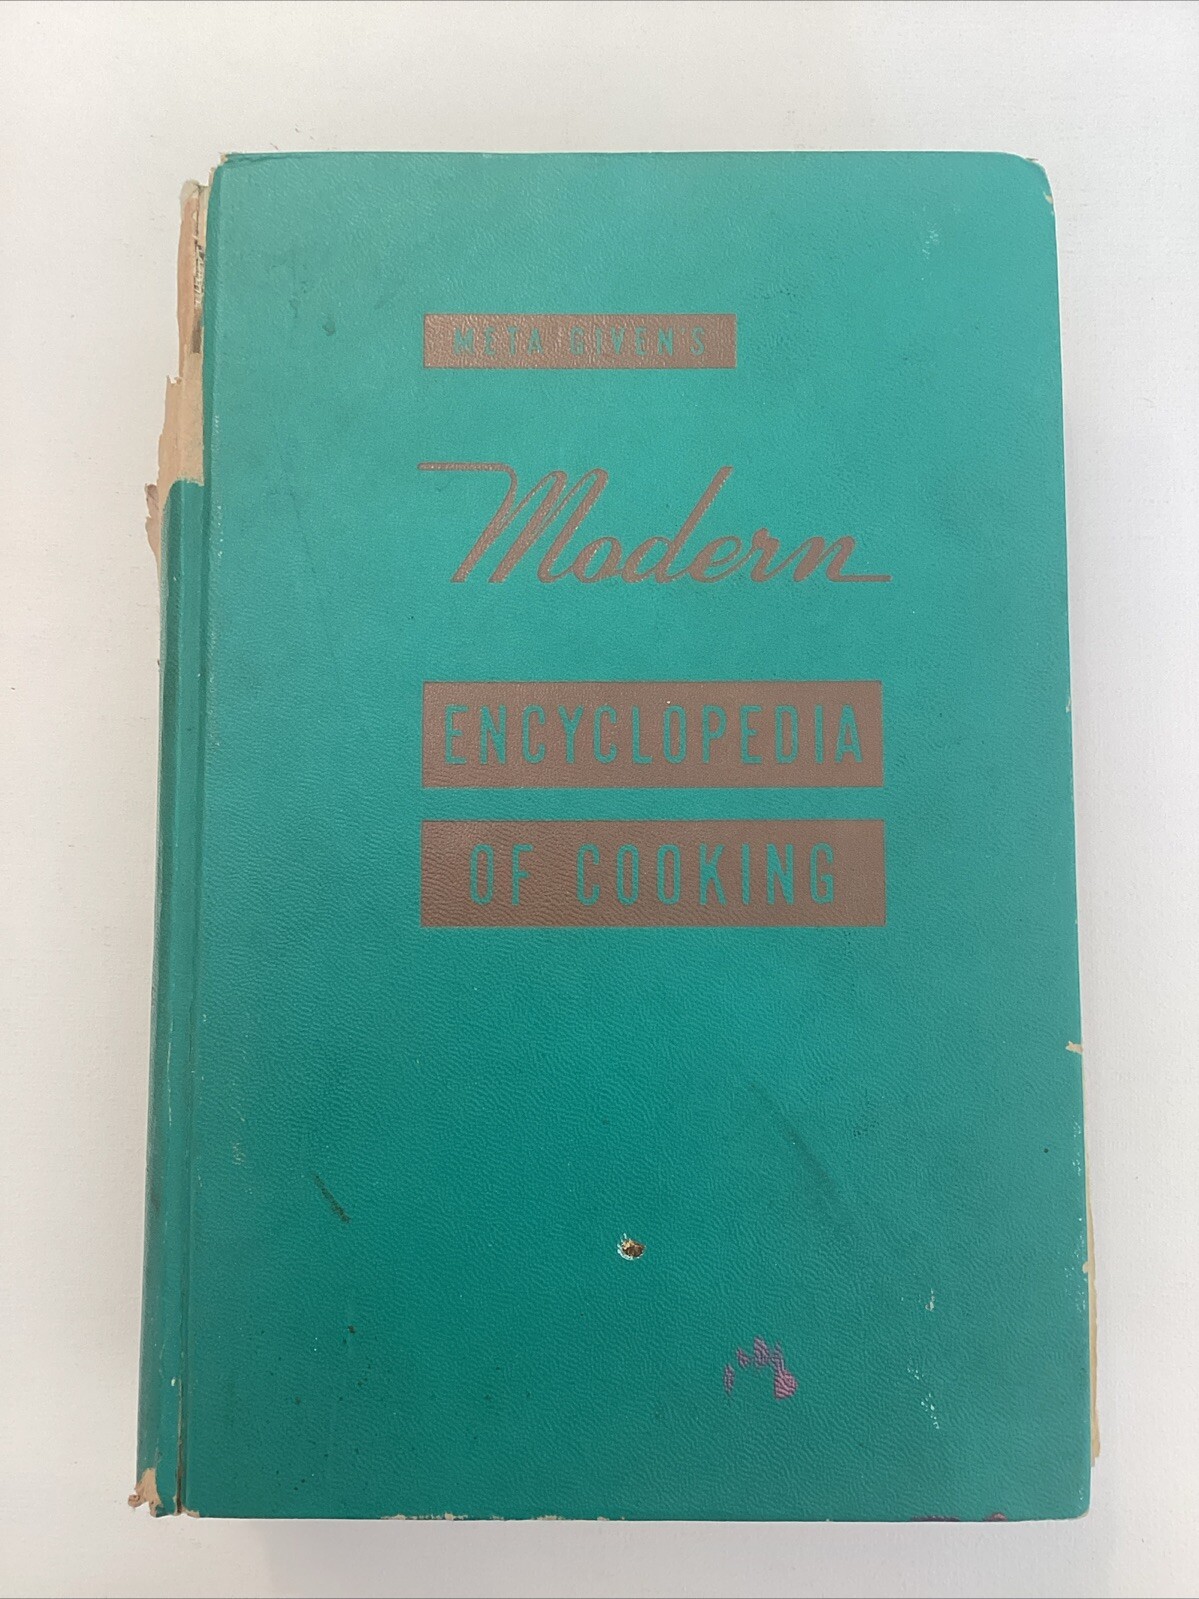 META GIVEN'S
Modern
ENCYCLOPEDIA
OF COOKING